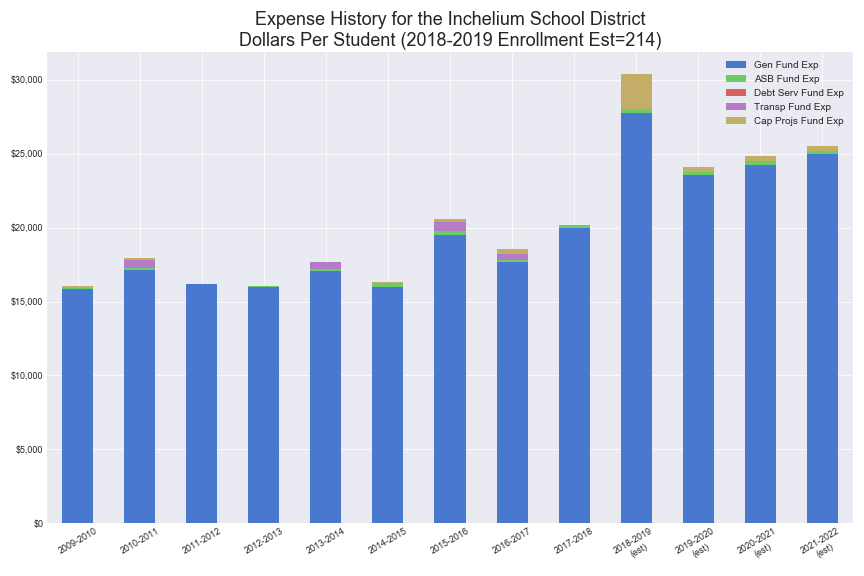 Expense History for the Inchelium School District
Dollars Per Student (2018-2019 Enrollment Est=214)
Gen Fund Exp
ASB Fund Exp
Debt Serv Fund Exp
Transp Fund Exp
Cap Projs Fund Exp
$30,000
$25,000
$20,000
$15,000
$10,000
$5,000
$0
2009-2010
2010-2011
2011-2012
2012-2013
2013-2014
2014-2015
2015-2016
2016-2017
2017-2018
2018-2019
(est)
2019-2020
(est)
2020-2021
(est)
2021-2022
(est)